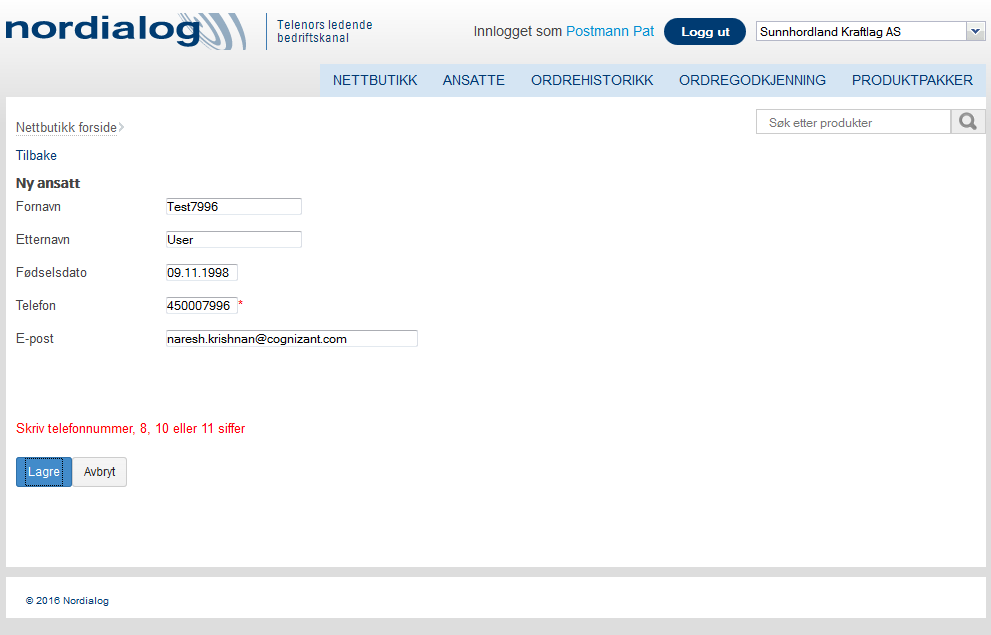 nordialog
Telenors ledende
bedriftskanal
Innlogget som Postmann Pat
Logg ut
Sunnhordland Kraftlag AS
NETTBUTIKK ANSATTE ORDREHISTORIKK ORDREGODKJENNING PRODUKTPAKKER
Nettbutikk forside
Søk etter produkter
Tilbake
Ny ansatt
Fornavn Test7996
Etternavn User
Fødselsdato 09.11.1998
Telefon 450007996 *
E-post naresh.krishnan@cognizant.com
Skriv telefonnummer, 8, 10 eller 11 siffer
Lagre Avbryt
© 2016 Nordialog